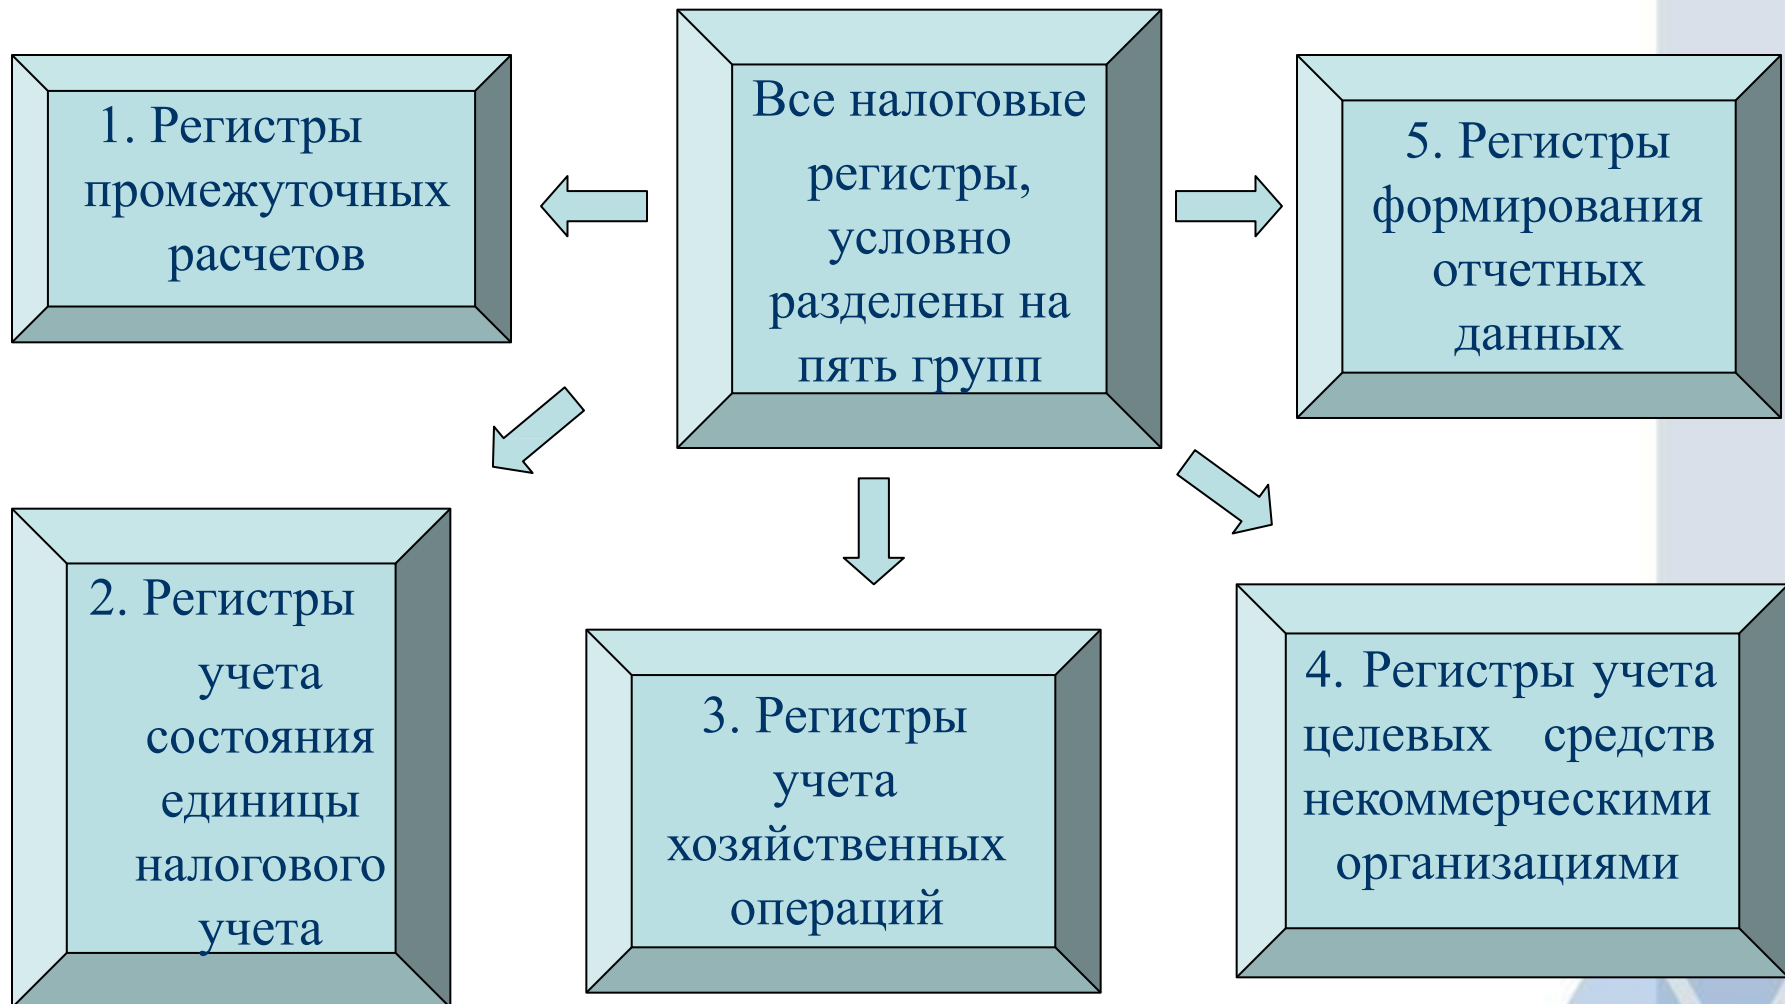 Все налоговые
регистры,
условно
разделены на
пять групп
1. Регистры
промежуточных
расчетов
2. Регистры
учета
состояния
единицы
налогового
учета
3. Регистры
учета
хозяйственных
операций
4. Регистры учета
целевых средств
некоммерческими
организациями
5. Регистры
формирования
отчетных
данных